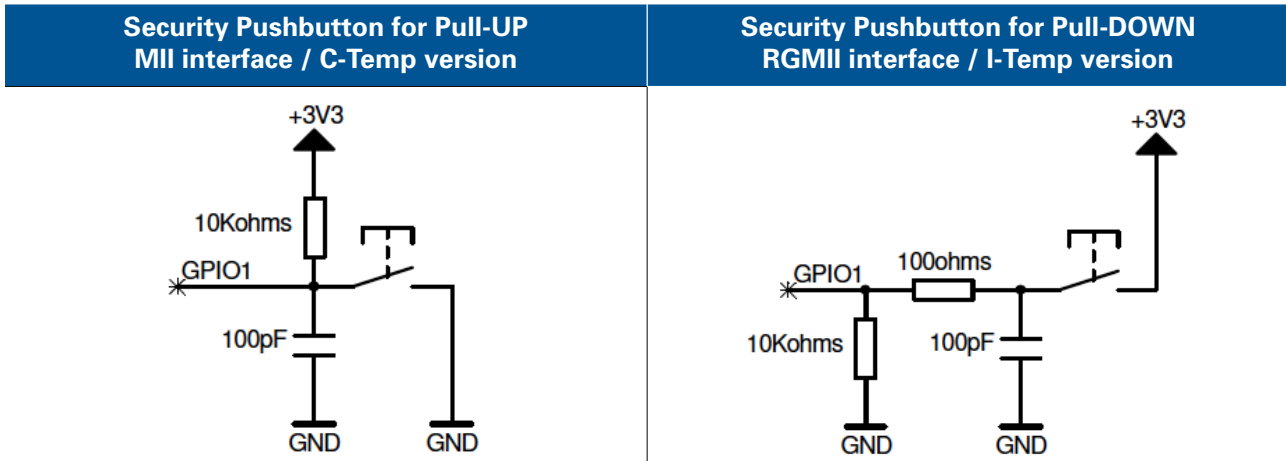 Security Pushbutton for Pull-UP
MII interface / C-Temp version
Security Pushbutton for Pull-DOWN
RGMII interface / I-Temp version
+3V3
10Kohms
GPIO1
100pF
GND
GND
+3V3
GPIO1
100ohms
10Kohms
100pF
GND
GND